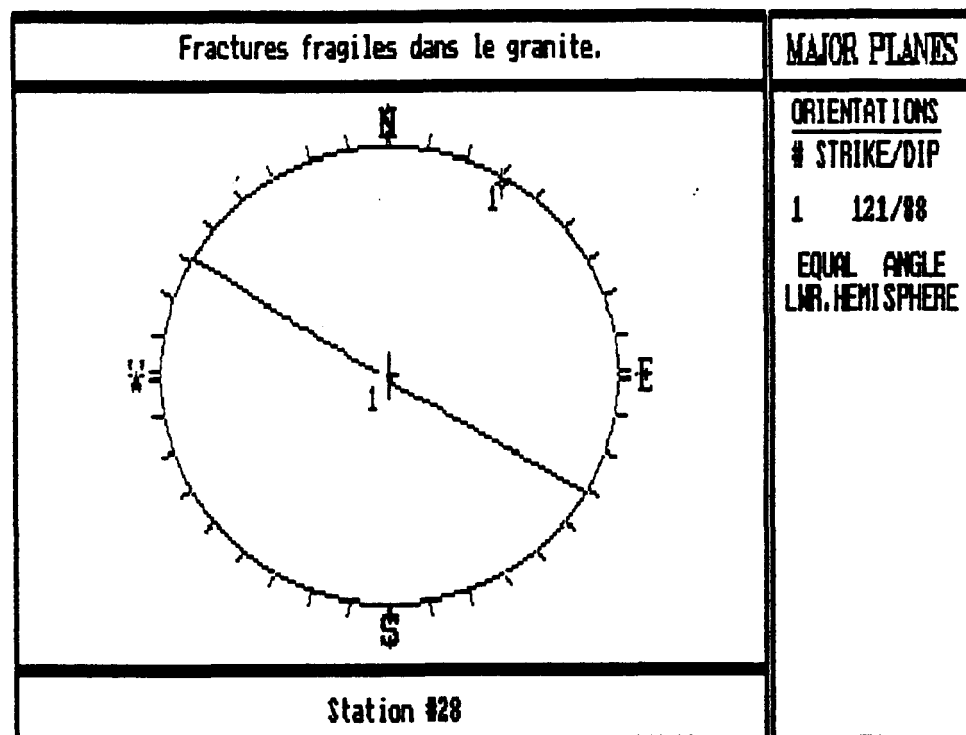 Fractures fragiles dans le granite.
MAJOR PLANES
ORIENTATIONS
# STRIKE/DIP
1 121/88
EQUAL ANGLE
LWR.HEMISPHERE
N
1
W
E
1
S
Station #28